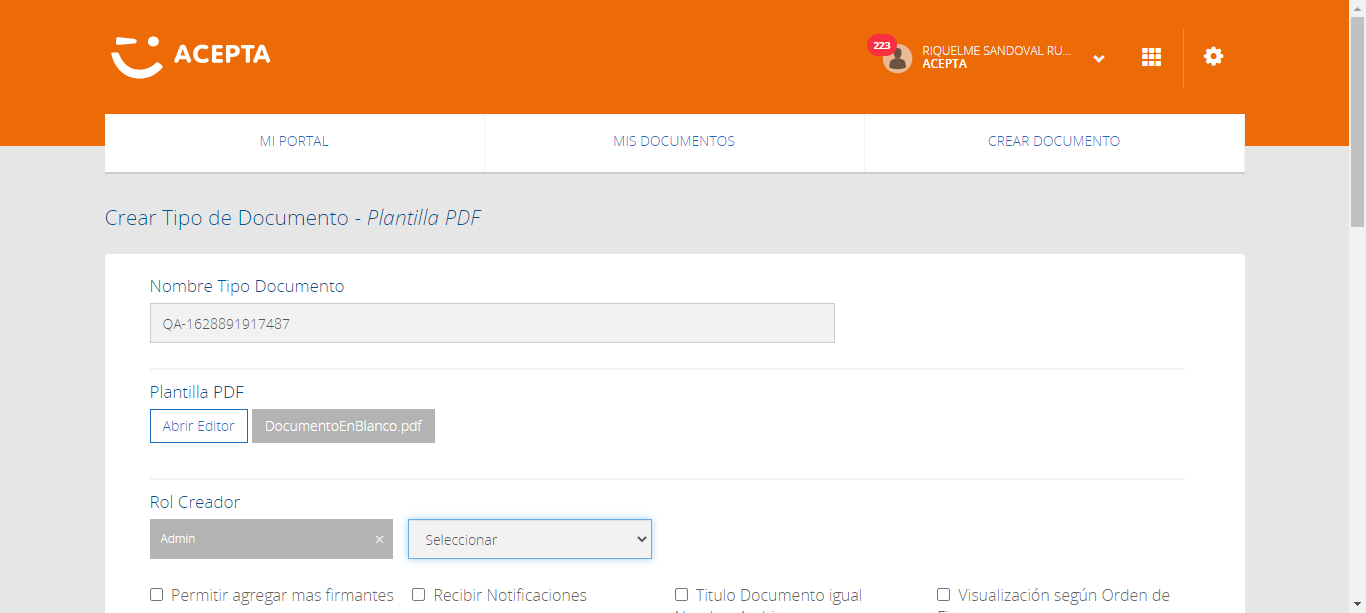 ACEPTA
223
RIQUELME SANDOVAL RU...
ACEPTA
MI PORTAL
MIS DOCUMENTOS
CREAR DOCUMENTO
Crear Tipo de Documento - Plantilla PDF
Nombre Tipo Documento
QA-1628891917487
Plantilla PDF
Abrir Editor
DocumentoEnBlanco.pdf
Rol Creador
Admin ×
Seleccionar
Permitir agregar mas firmantes
Recibir Notificaciones
Titulo Documento igual
Visualización según Orden de